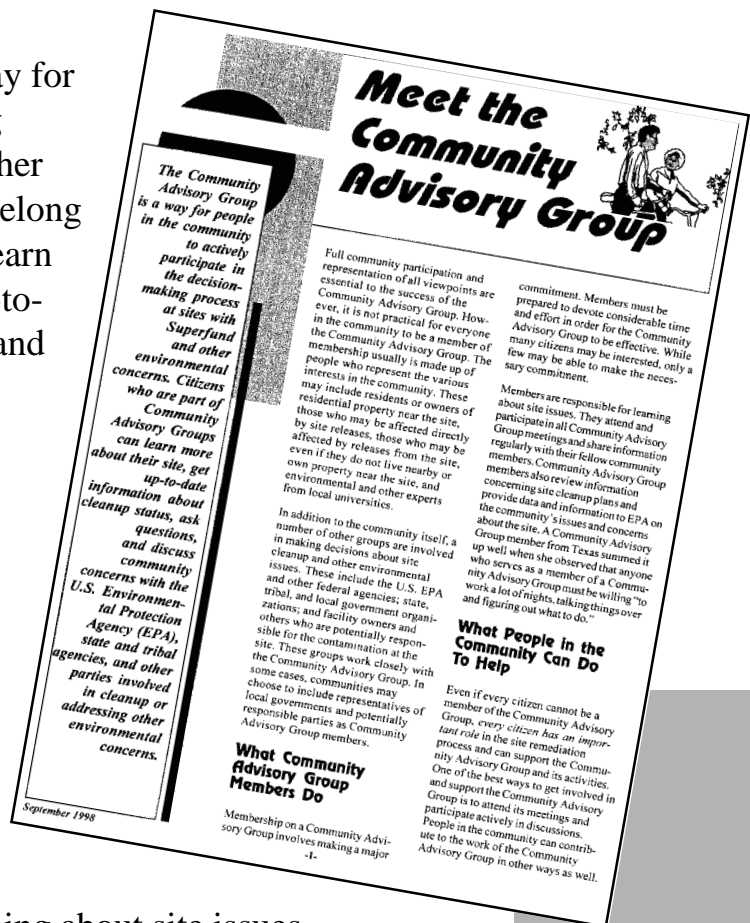 ay for
her
elong
earn
-to-
and
Meet the
Community
Advisory Group
The Community
Advisory Group
is a way for people
in the community
to actively
participate in
the decision-
making process
at sites with
Superfund
and other
environmental
concerns. Citizens
who are part of
Community
Advisory Groups
can learn more
about their site, get
up-to-date
information about
cleanup status, ask
questions,
and discuss
community
concerns with the
U.S. Environmen-
tal Protection
Agency (EPA),
state and tribal
agencies, and other
parties involved
in cleanup or
addressing other
environmental
concerns.
September 1998
Full community participation and
representation of all viewpoints are
essential to the success of the
Community Advisory Group. How-
ever, it is not practical for everyone
in the community to be a member of
the Community Advisory Group. The
membership usually is made up of
people who represent the various
interests in the community. These
may include residents or owners of
residential property near the site,
those who may be affected directly
by site releases, those who may be
affected by releases from the site,
even if they do not live nearby or
own property near the site, and
environmental and other experts
from local universities.
In addition to the community itself, a
number of other groups are involved
in making decisions about site
cleanup and other environmental
issues. These include the U.S. EPA
and other federal agencies; state,
tribal, and local government organi-
zations; and facility owners and
others who are potentially respon-
sible for the contamination at the
site. These groups work closely with
the Community Advisory Group. In
some cases, communities may
choose to include representatives of
local governments and potentially
responsible parties as Community
Advisory Group members.
What Community
Advisory Group
Members Do
Membership on a Community Advi-
sory Group involves making a major
commitment. Members must be
prepared to devote considerable time
and effort in order for the Community
Advisory Group to be effective. While
many citizens may be interested, only a
few may be able to make the neces-
sary commitment.
Members are responsible for learning
about site issues. They attend and
participate in all Community Advisory
Group meetings and share information
regularly with their fellow community
members. Community Advisory Group
members also review information
concerning site cleanup plans and
provide data and information to EPA on
the community's issues and concerns
about the site. A Community Advisory
Group member from Texas summed it
up well when she observed that anyone
who serves as a member of a Commu-
nity Advisory Group must be willing "to
work a lot of nights, talking things over
and figuring out what to do."
What People in the
Community Can Do
To Help
Even if every citizen cannot be a
member of the Community Advisory
Group, every citizen has an impor-
tant role in the site remediation
process and can support the Commu-
nity Advisory Group and its activities.
One of the best ways to get involved in
and support the Community Advisory
Group is to attend its meetings and
participate actively in discussions.
People in the community can contrib-
ute to the work of the Community
Advisory Group in other ways as well.
-1-
ing about site issues